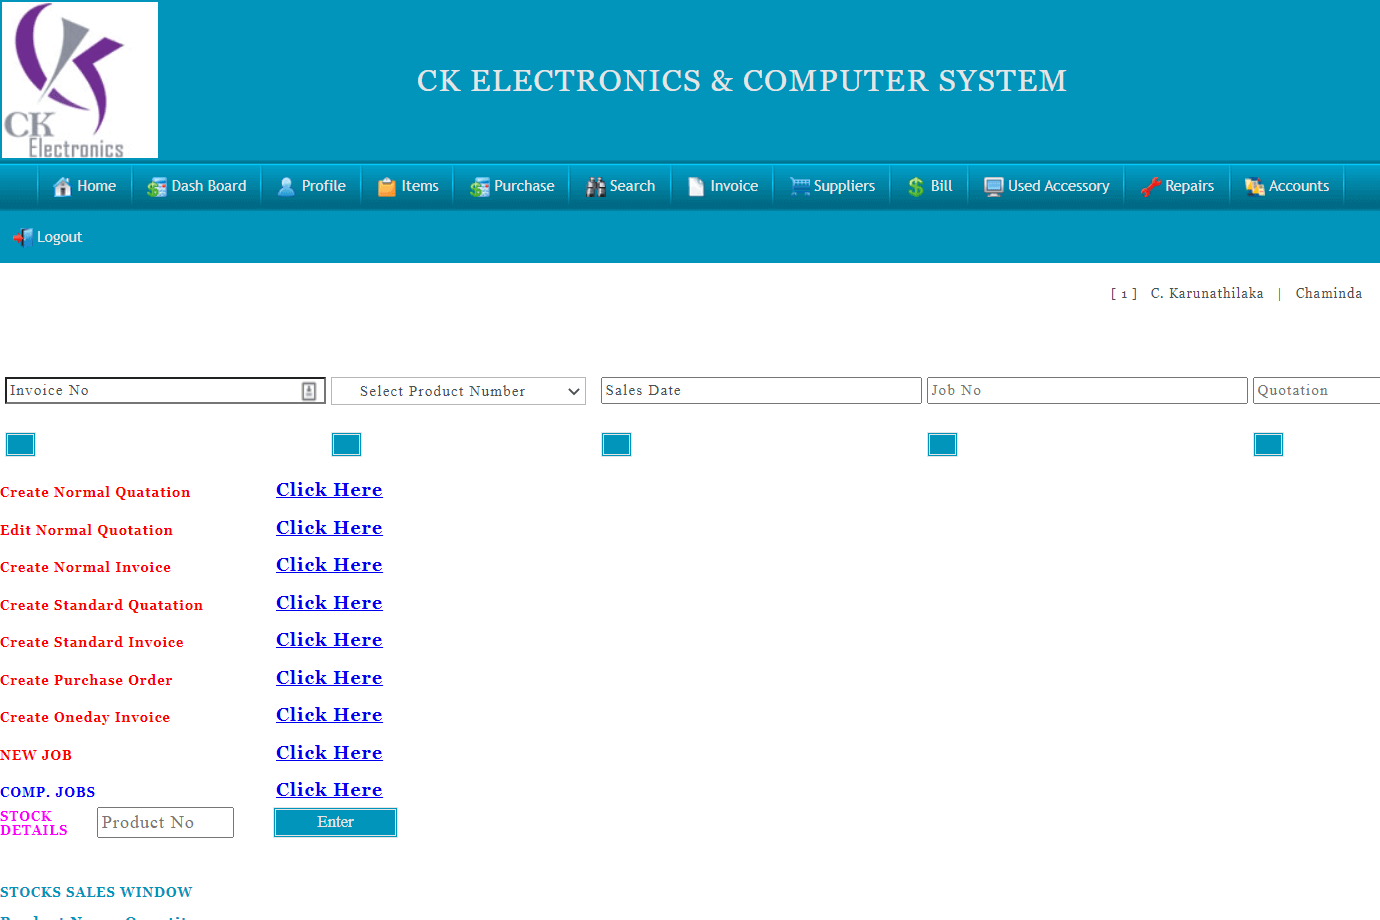 CK
Electronics
CK ELECTRONICS & COMPUTER SYSTEM
Home Dash Board Profile Items Purchase Search Invoice Suppliers Bill Used Accessory Repairs Accounts
Logout
[ 1 ] C. Karunathilaka | Chaminda
Invoice No Select Product Number Sales Date Job No Quotation
Create Normal Quatation Click Here
Edit Normal Quotation Click Here
Create Normal Invoice Click Here
Create Standard Quatation Click Here
Create Standard Invoice Click Here
Create Purchase Order Click Here
Create Oneday Invoice Click Here
NEW JOB Click Here
COMP. JOBS Click Here
STOCK
DETAILS Product No Enter
STOCKS SALES WINDOW